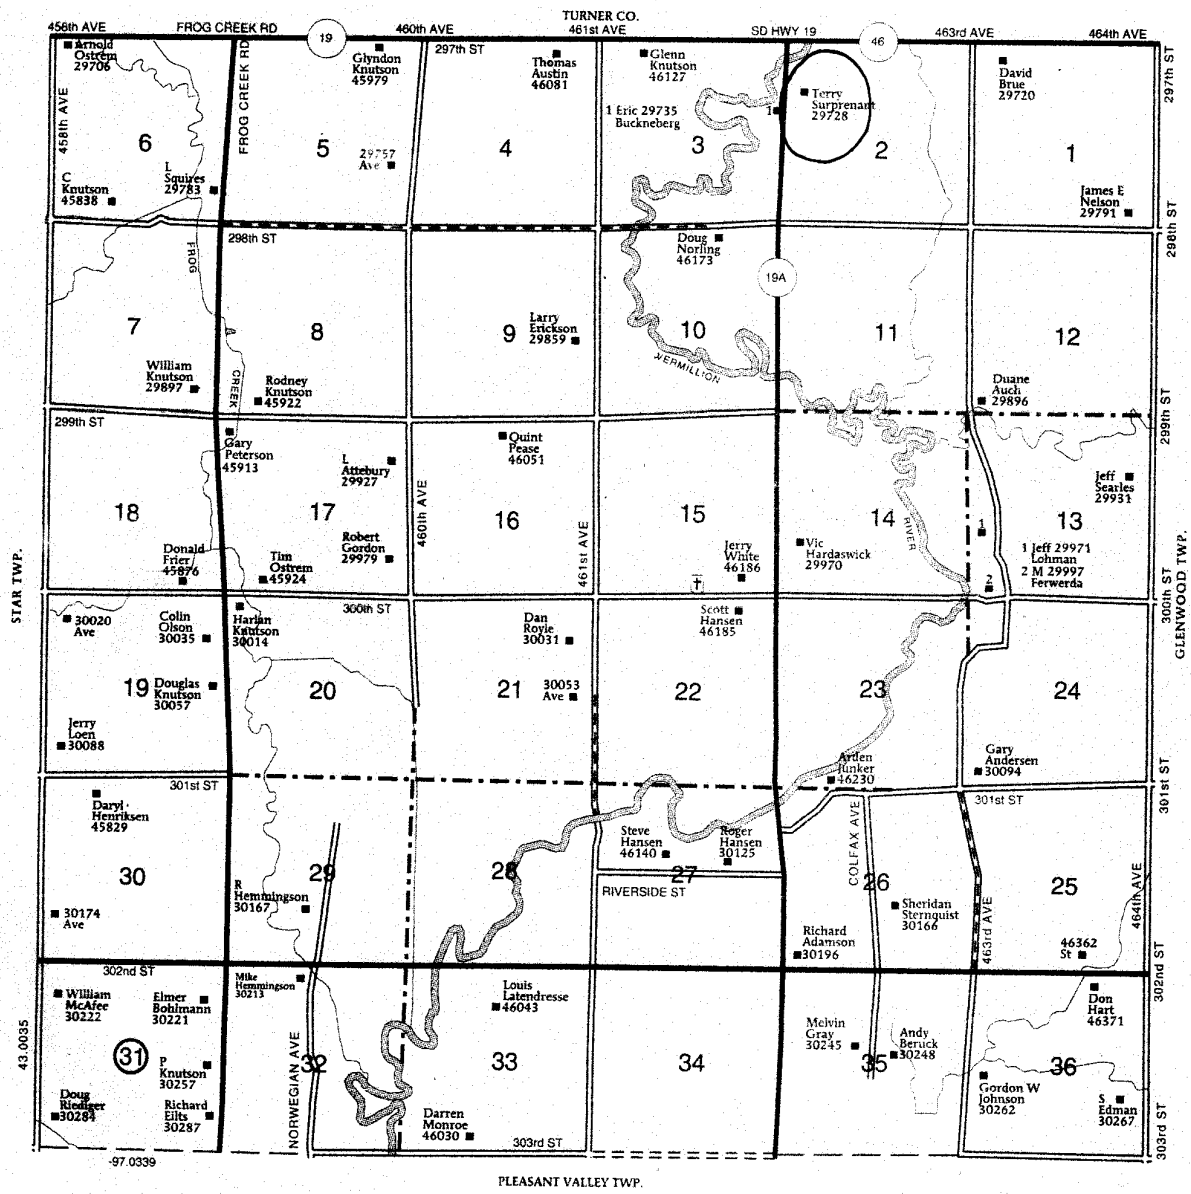 TURNER CO.
458th AVE
FROG CREEK RD
19
460th AVE
461st AVE
SD HWY 19
46
463rd AVE
464th AVE
297th ST
297th ST
458th AVE
FROG CREEK RD
Arnold
Ostrem
29706
Glyndon
Knutson
45979
Thomas
Austin
46081
Glenn
Knutson
46127
1 Eric 29735
Buckneberg
1
Terry
Surprenant
29728
David
Brue
29720
6
5
4
3
2
1
29757
Ave
L
Squires
29783
C
Knutson
45838
James E
Nelson
29791
298th ST
298th ST
Doug
Norling
46173
FROG
CREEK
19A
7
8
9
10
11
12
Larry
Erickson
29859
VERMILLION
RIVER
William
Knutson
29897
Rodney
Knutson
45922
Duane
Auch
29896
299th ST
299th ST
Gary
Peterson
45913
Quint
Pease
46051
L
Attebury
29927
Jeff
Searles
29931
460th AVE
461st AVE
18
17
16
15
14
13
1
1 Jeff 29971
Lohman
2 M 29997
Ferwerda
2
Robert
Gordon
29979
Donald
Frier
45876
Tim
Ostrem
45924
Jerry
White
46186
Vic
Hardaswick
29970
STAR TWP.
GLENWOOD TWP.
300th ST
300th ST
30020
Ave
Colin
Olson
30035
Harlan
Knutson
30014
Dan
Royle
30031
Scott
Hansen
46185
19
20
21
22
23
24
Douglas
Knutson
30057
30053
Ave
Jerry
Loen
30088
Arden
Junker
46230
Gary
Andersen
30094
301st ST
301st ST
301st ST
Daryl
Henriksen
45829
Steve
Hansen
46140
Roger
Hansen
30125
COLFAX AVE
30
29
28
27
26
25
RIVERSIDE ST
R
Hemmingson
30167
30174
Ave
Sheridan
Sternquist
30166
463rd AVE
464th AVE
Richard
Adamson
30196
46362
St
302nd ST
302nd ST
William
McAfee
30222
Elmer
Bohlmann
30221
Mike
Hemmingson
30213
Louis
Latendresse
46043
Don
Hart
46371
Melvin
Gray
30245
Andy
Beruck
30248
43.0035
31
32
33
34
35
36
P
Knutson
30257
NORWEGIAN AVE
Gordon W
Johnson
30262
Doug
Riediger
30284
Richard
Eilts
30287
Darren
Monroe
46030
S
Edman
30267
303rd ST
303rd ST
-97.0339
PLEASANT VALLEY TWP.